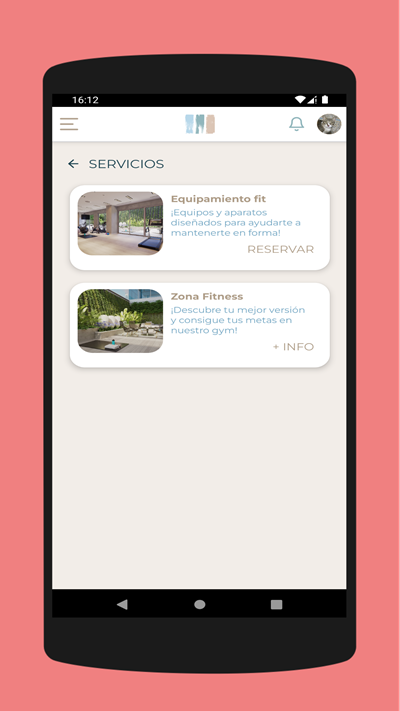 16:12
SERVICIOS
Equipamiento fit
¡Equipos y aparatos
diseñados para ayudarte a
mantenerte en forma!
RESERVAR
Zona Fitness
¡Descubre tu mejor versión
y consigue tus metas en
nuestro gym!
+ INFO